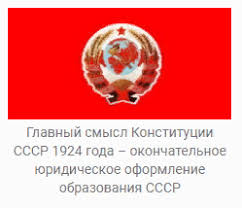 Главный смысл Конституции
СССР 1924 года – окончательное
юридическое оформление
образования СССР